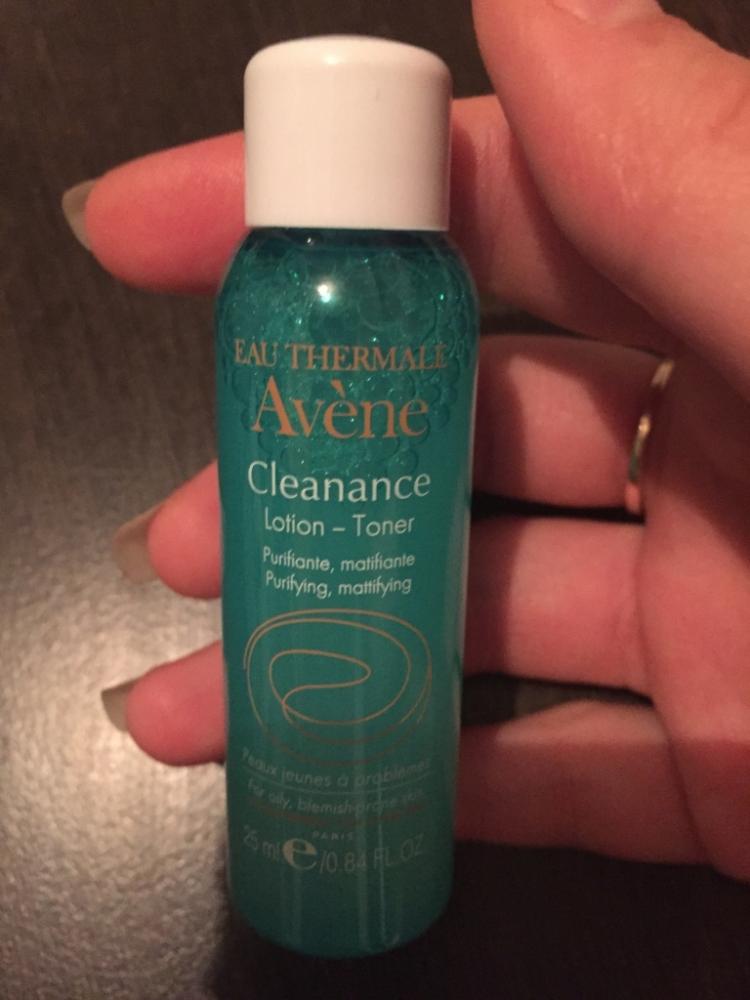 EAU THERMALE
Avène
Cleanance
Lotion – Toner
Purifiante, matifiante
Purifying, mattifying
Peaux jeunes à problèmes
For oily, blemish-prone skin
PARIS
25 ml e/0.84 FL.OZ.